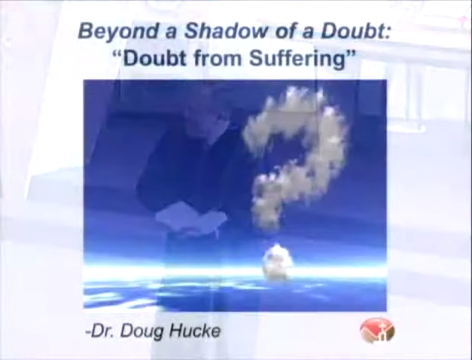 Beyond a Shadow of a Doubt:
“Doubt from Suffering”
-Dr. Doug Hucke